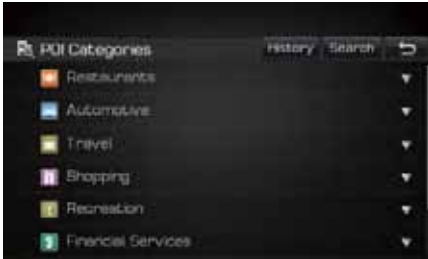 POI Categories History Search
Restaurants
Automotive
Travel
Shopping
Recreation
Financial Services